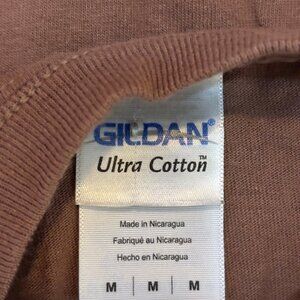 GILDAN®
Ultra Cotton™
Made in Nicaragua
Fabriqué au Nicaragua
Hecho en Nicaragua
M M M